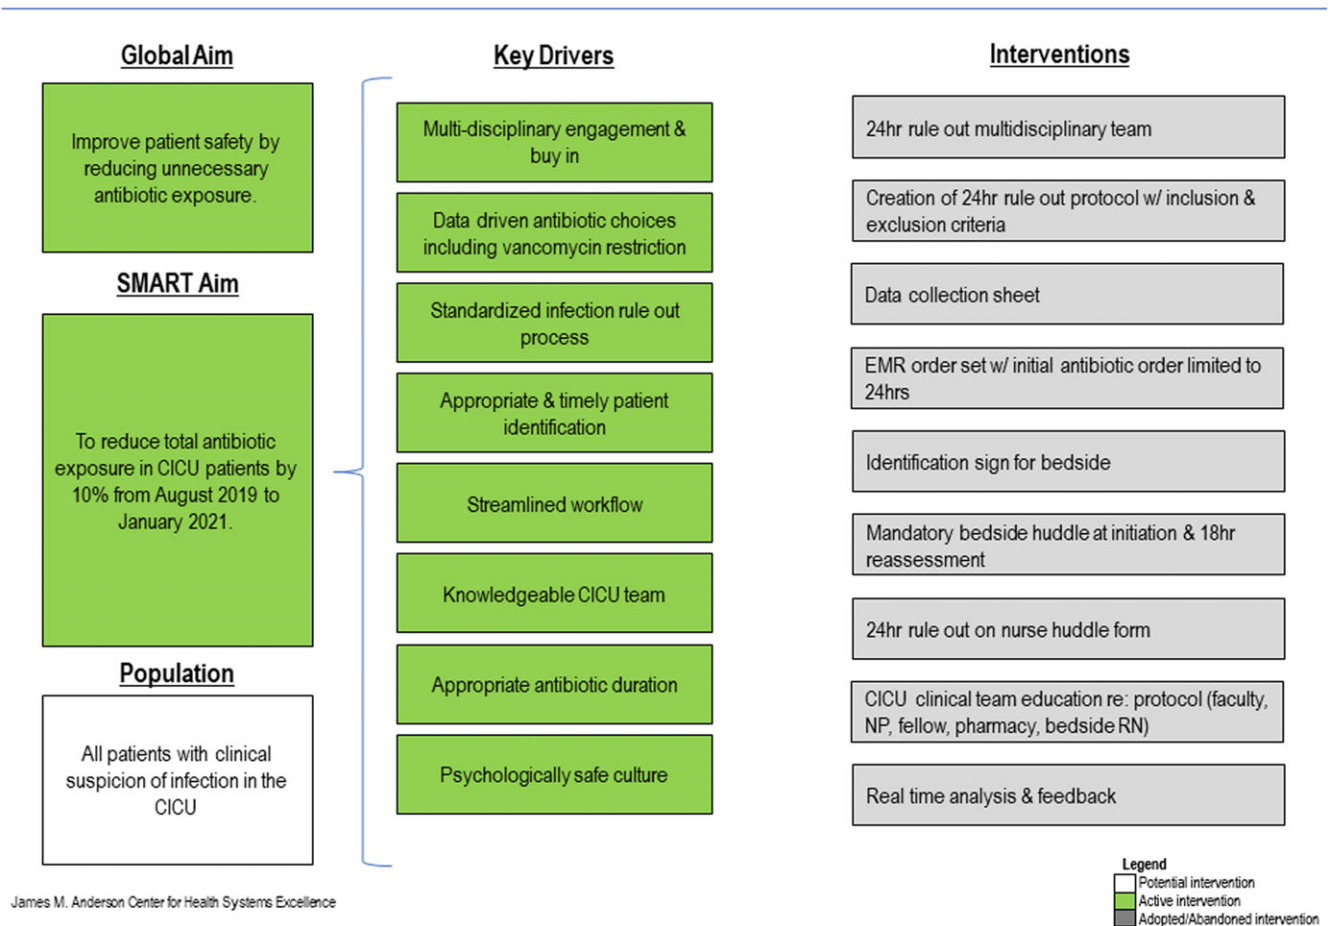 Global Aim
Improve patient safety by
reducing unnecessary
antibiotic exposure.
SMART Aim
To reduce total antibiotic
exposure in CICU patients by
10% from August 2019 to
January 2021.
Population
All patients with clinical
suspicion of infection in the
CICU
Key Drivers
Multi-disciplinary engagement &
buy in
Data driven antibiotic choices
including vancomycin restriction
Standardized infection rule out
process
Appropriate & timely patient
identification
Streamlined workflow
Knowledgeable CICU team
Appropriate antibiotic duration
Psychologically safe culture
Interventions
24hr rule out multidisciplinary team
Creation of 24hr rule out protocol w/ inclusion &
exclusion criteria
Data collection sheet
EMR order set w/ initial antibiotic order limited to
24hrs
Identification sign for bedside
Mandatory bedside huddle at initiation & 18hr
reassessment
24hr rule out on nurse huddle form
CICU clinical team education re: protocol (faculty,
NP, fellow, pharmacy, bedside RN)
Real time analysis & feedback
James M. Anderson Center for Health Systems Excellence
Legend
Potential intervention
Active intervention
Adopted/Abandoned intervention